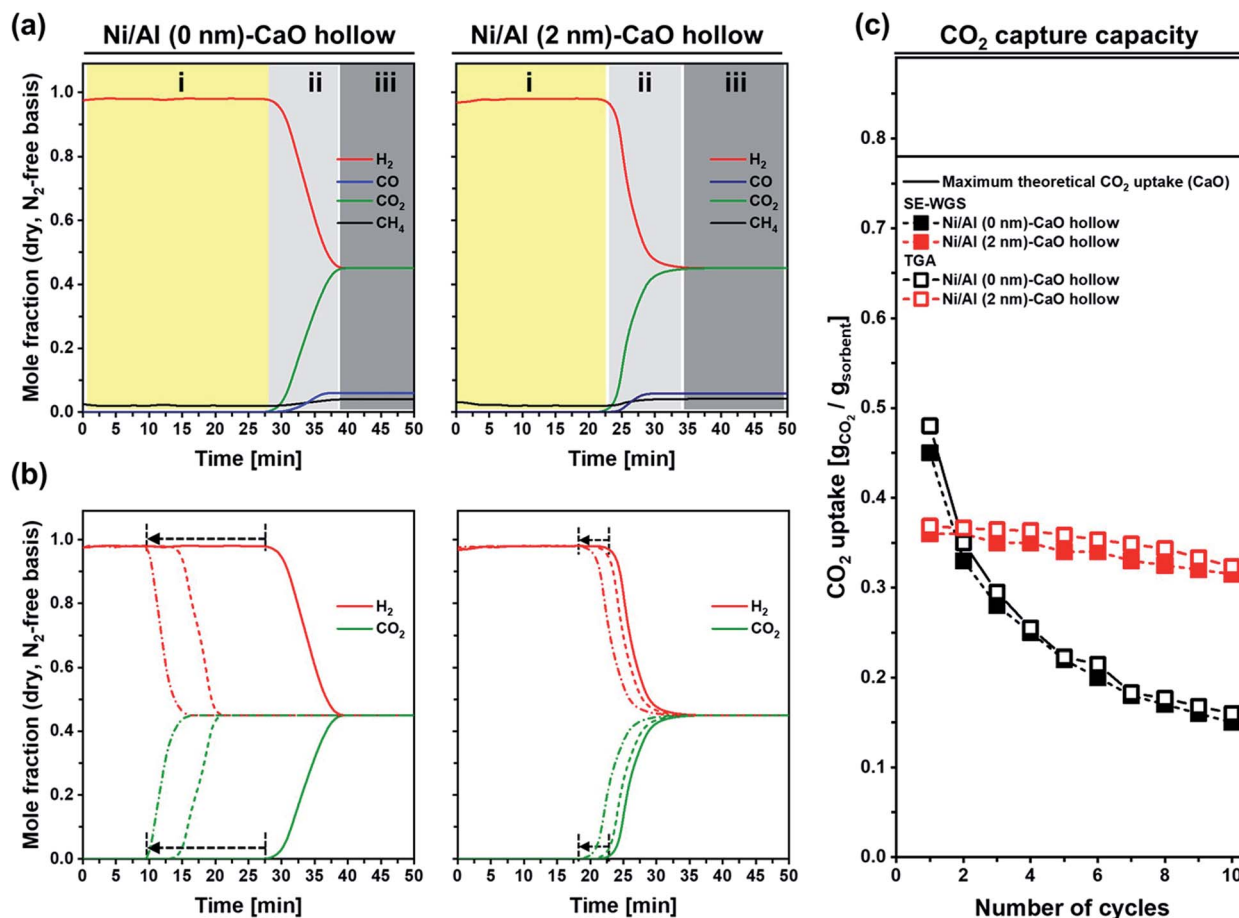 (a)
Ni/Al (0 nm)-CaO hollow
Ni/Al (2 nm)-CaO hollow
Mole fraction (dry, N₂-free basis)
1.0
0.8
0.6
0.4
0.2
0.0
i
ii
iii
H₂
CO
CO₂
CH₄
0 5 10 15 20 25 30 35 40 45 50
Time [min]
i
ii
iii
H₂
CO
CO₂
CH₄
0 5 10 15 20 25 30 35 40 45 50
Time [min]
(b)
Mole fraction (dry, N₂-free basis)
1.0
0.8
0.6
0.4
0.2
0.0
H₂
CO₂
0 5 10 15 20 25 30 35 40 45 50
Time [min]
H₂
CO₂
0 5 10 15 20 25 30 35 40 45 50
Time [min]
(c)
CO₂ capture capacity
CO₂ uptake [gCO₂ / gsorbent]
0.8
0.7
0.6
0.5
0.4
0.3
0.2
0.1
0.0
Maximum theoretical CO₂ uptake (CaO)
SE-WGS
Ni/Al (0 nm)-CaO hollow
Ni/Al (2 nm)-CaO hollow
TGA
Ni/Al (0 nm)-CaO hollow
Ni/Al (2 nm)-CaO hollow
2 4 6 8 10
Number of cycles